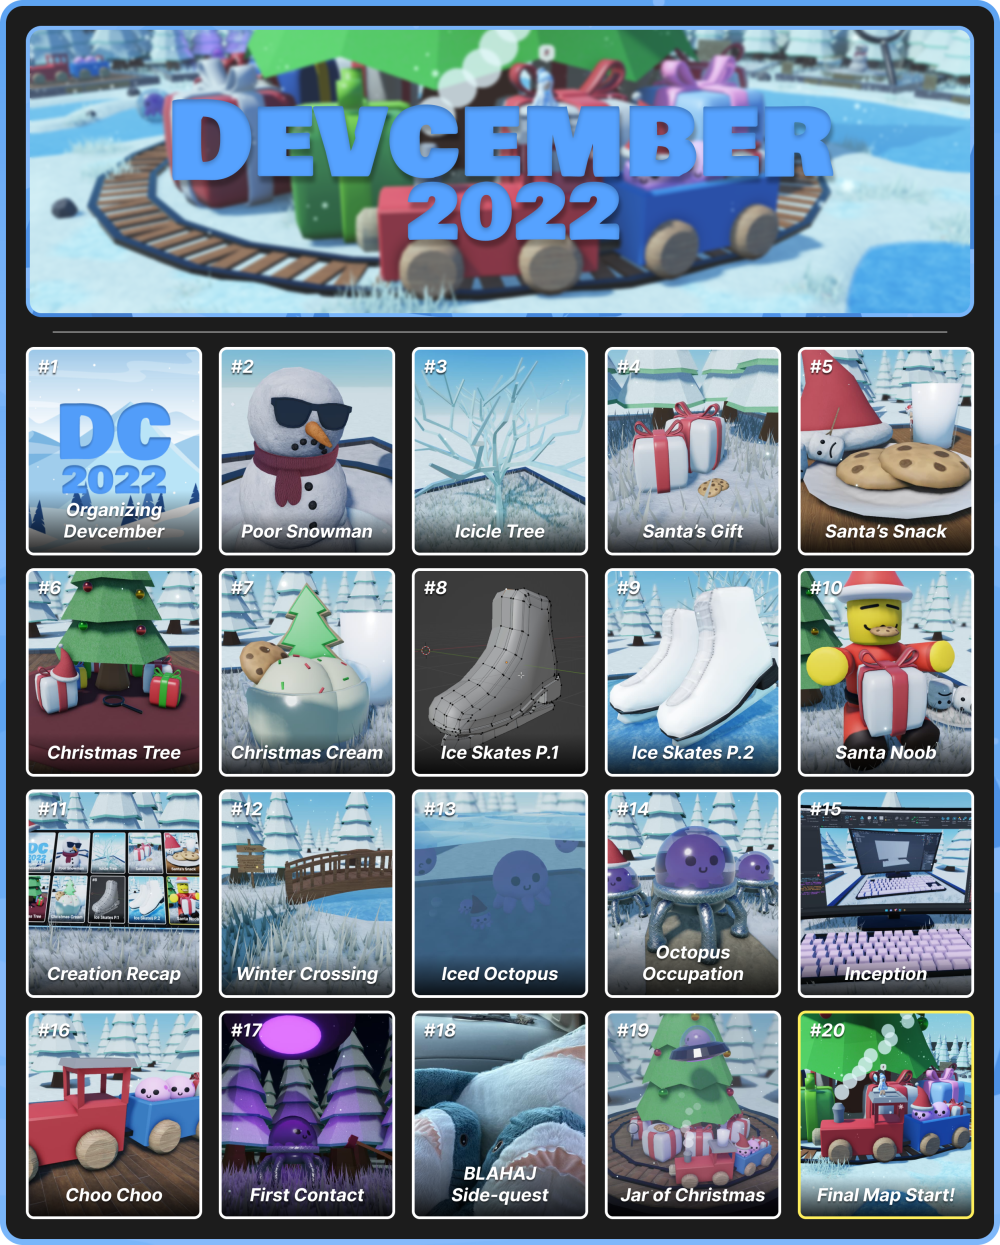 DEVCEMBER
2022
#1
DC
2022
Organizing
Devcember
#2
Poor Snowman
#3
Icicle Tree
#4
Santa’s Gift
#5
Santa’s Snack
#6
Christmas Tree
#7
Christmas Cream
#8
Ice Skates P.1
#9
Ice Skates P.2
#10
Santa Noob
#11
Creation Recap
#12
Winter Crossing
#13
Iced Octopus
#14
Octopus
Occupation
#15
Inception
#16
Choo Choo
#17
First Contact
#18
BLAHAJ
Side-quest
#19
Jar of Christmas
#20
Final Map Start!